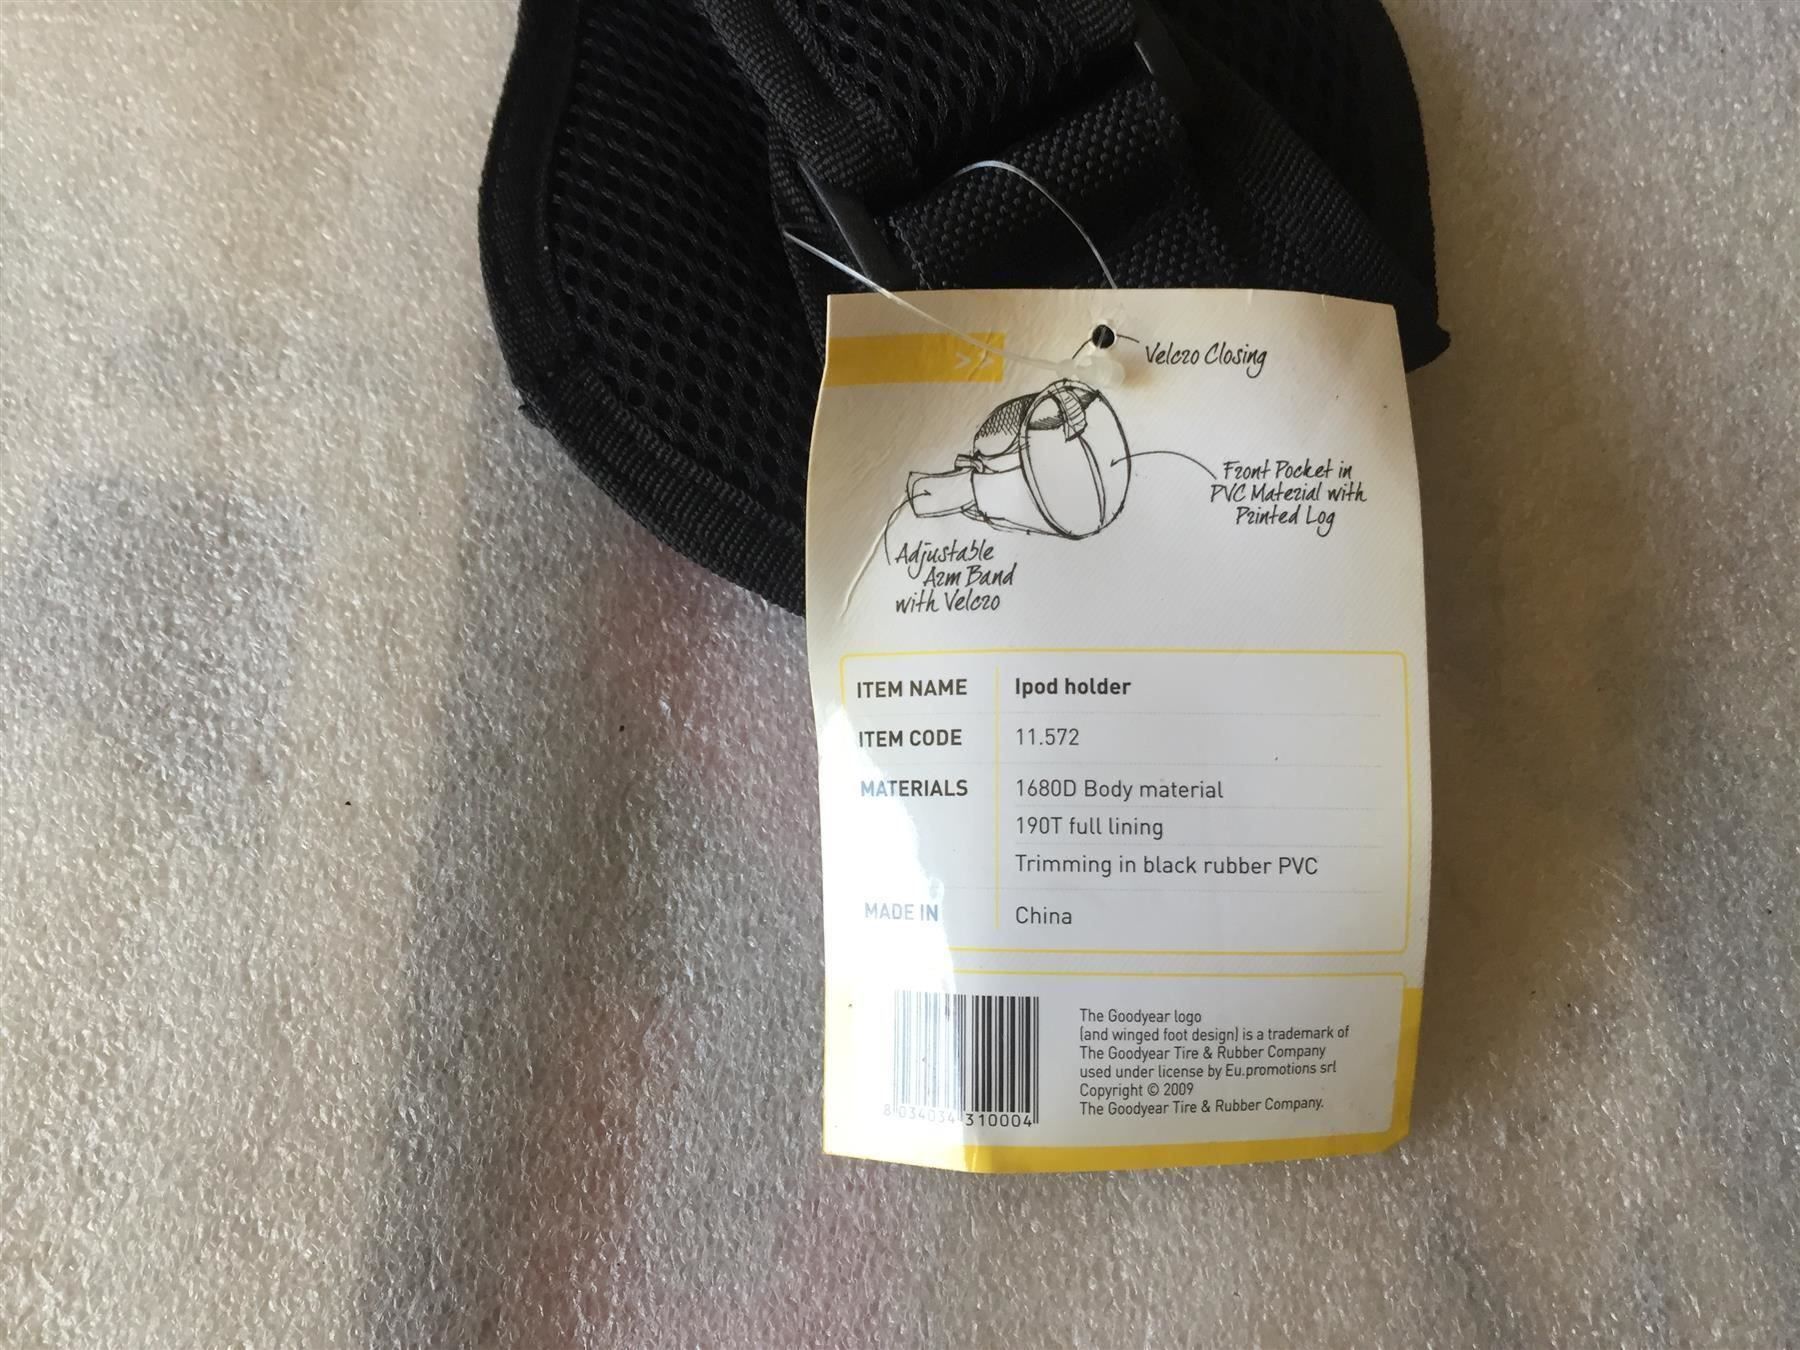 >>
Velcro Closing
Front Pocket in
PVC Material with
Printed Log
Adjustable
Arm Band
with Velcro
ITEM NAME Ipod holder
ITEM CODE 11.572
MATERIALS 1680D Body material
190T full lining
Trimming in black rubber PVC
MADE IN China
The Goodyear logo
(and winged foot design) is a trademark of
The Goodyear Tire & Rubber Company
used under license by Eu.promotions srl
Copyright © 2009
The Goodyear Tire & Rubber Company.
8 034034 310004